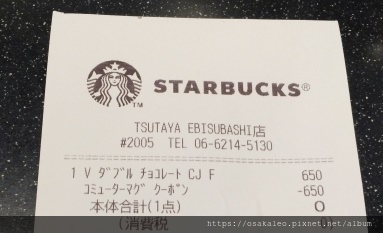 STARBUCKS®
TM
TSUTAYA EBISUBASHI店
#2005 TEL 06-6214-5130
1 V ﾀﾞﾌﾞﾙ ﾁｮｺﾚｰﾄ CJ F 650
ｺﾐｭｰﾀｰﾏｸﾞ ｸｰﾎﾟﾝ -650
本体合計(1点) 0
(消費税
https://osakaleo.pixnet.net/album